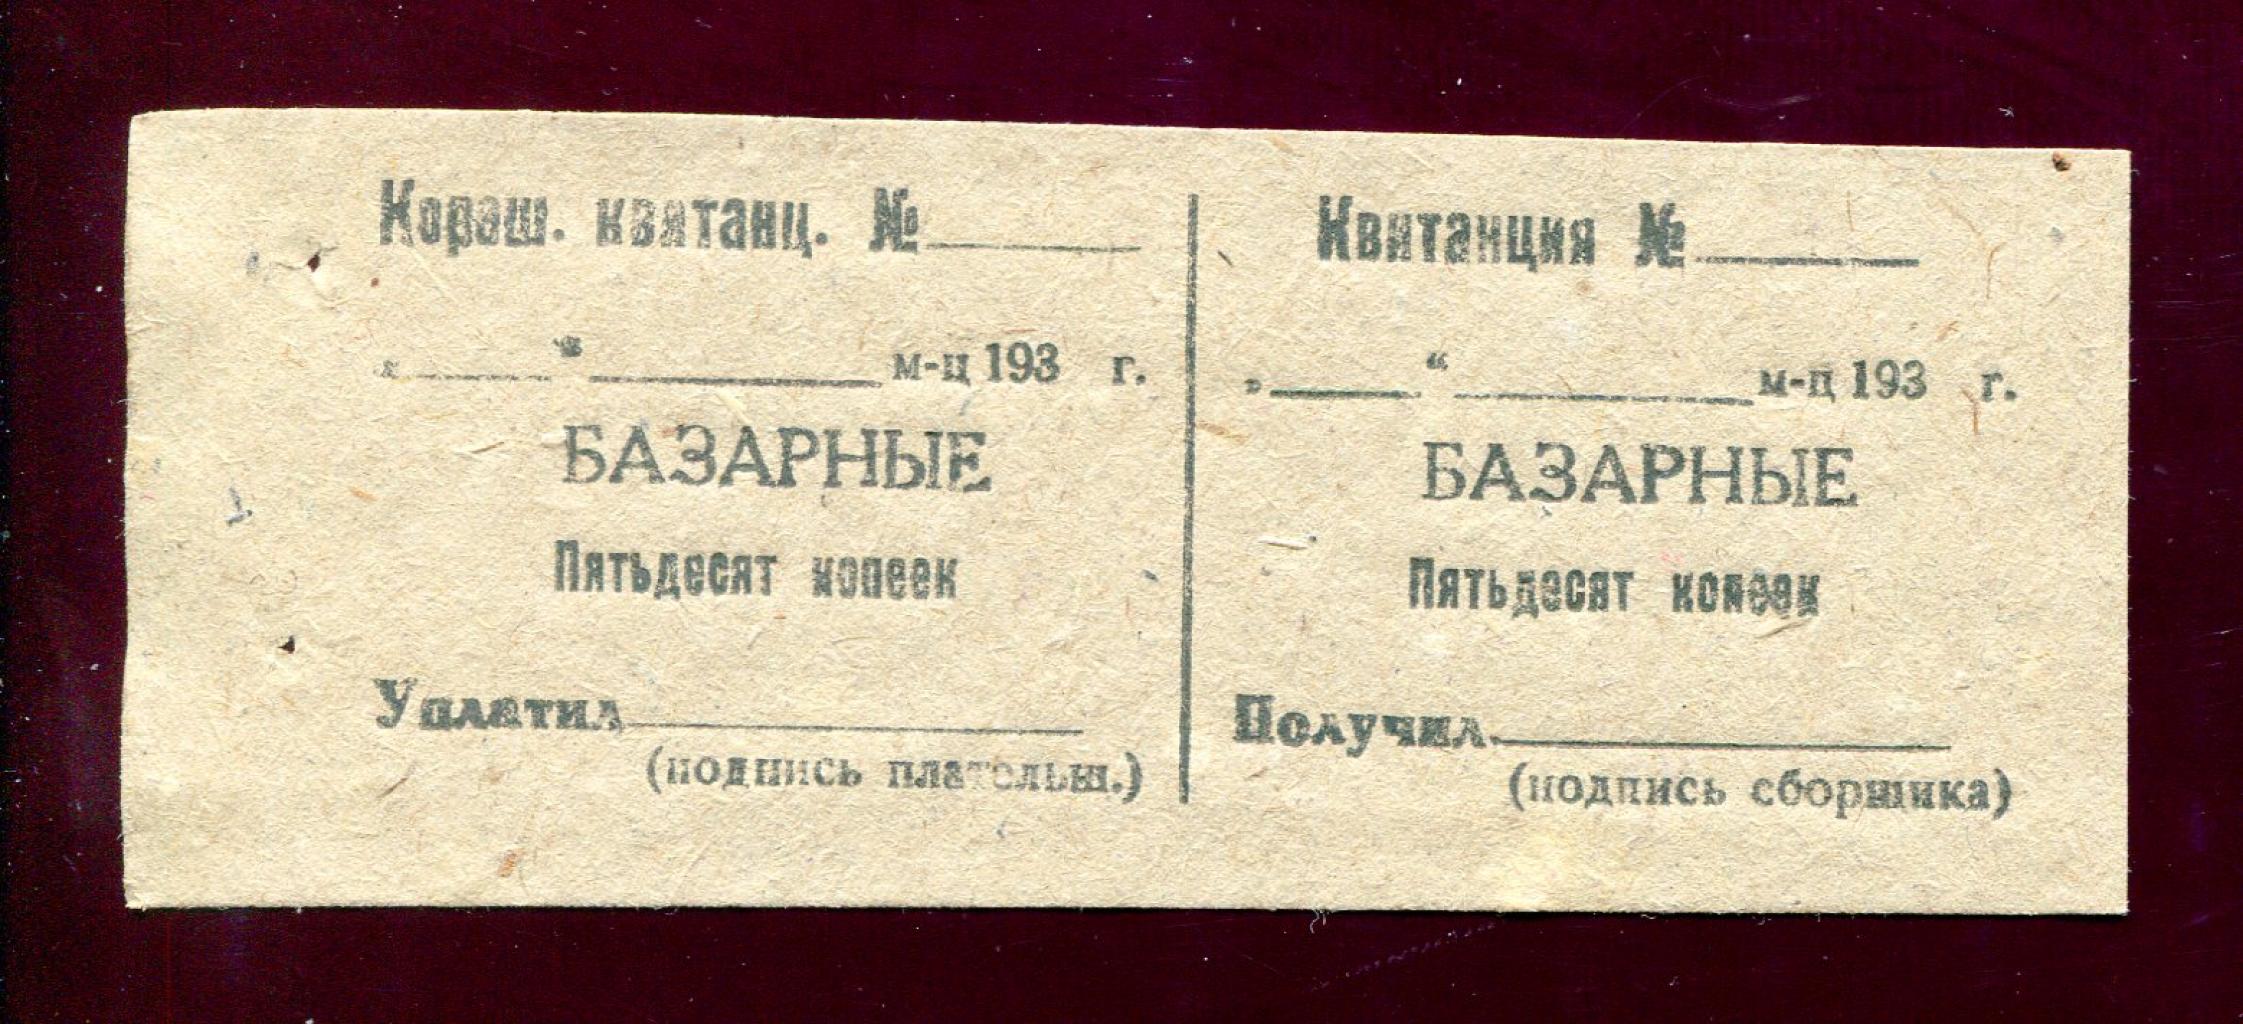 Кореш. квитанц. №
„ “ м-ц 193 г.
БАЗАРНЫЕ
Пятьдесят копеек
Уплатил
(подпись плательщ.)
Квитанция №
„ “ м-ц 193 г.
БАЗАРНЫЕ
Пятьдесят копеек
Получил
(подпись сборщика)